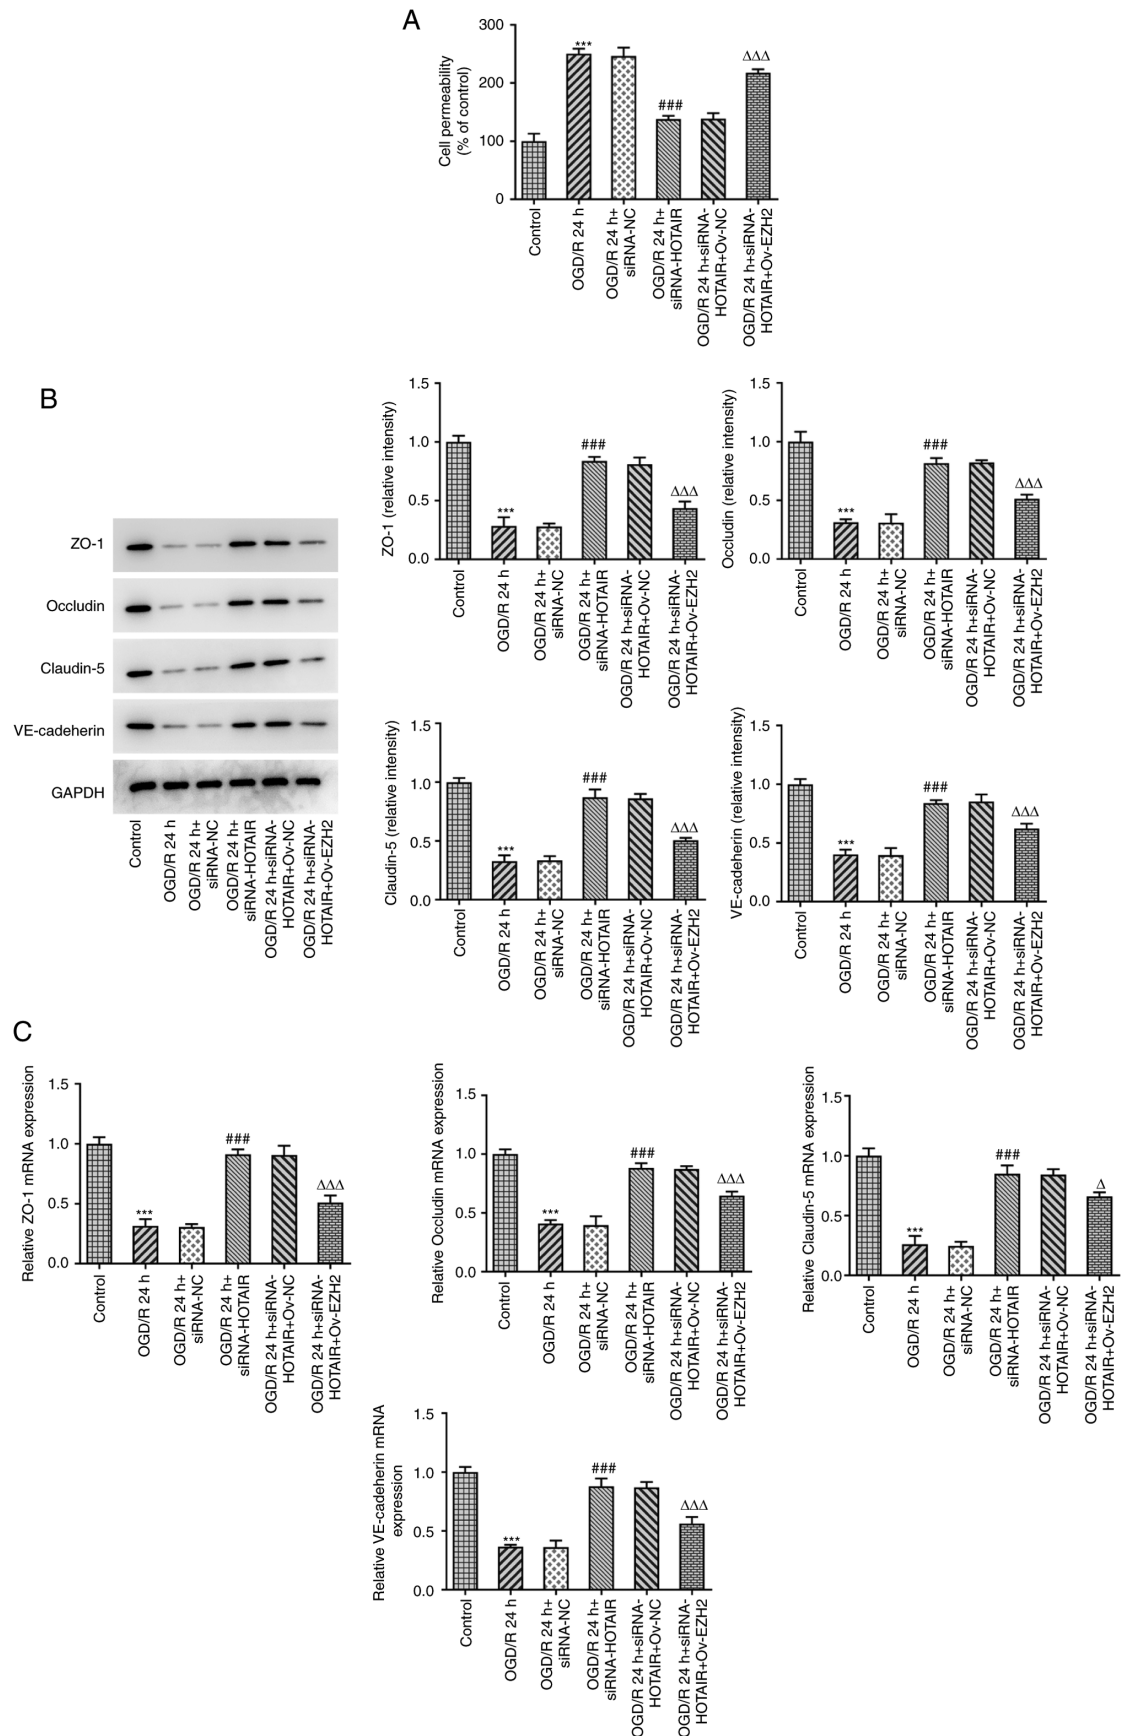 A
300
200
100
0
Cell permeability
(% of control)
***
###
ΔΔΔ
Control
OGD/R 24 h
OGD/R 24 h+
siRNA-NC
OGD/R 24 h+
siRNA-HOTAIR
OGD/R 24 h+siRNA-
HOTAIR+Ov-NC
OGD/R 24 h+siRNA-
HOTAIR+Ov-EZH2
B
ZO-1
Occludin
Claudin-5
VE-cadeherin
GAPDH
Control
OGD/R 24 h
OGD/R 24 h+
siRNA-NC
OGD/R 24 h+
siRNA-HOTAIR
OGD/R 24 h+siRNA-
HOTAIR+Ov-NC
OGD/R 24 h+siRNA-
HOTAIR+Ov-EZH2
ZO-1 (relative intensity)
1.5
1.0
0.5
0.0
***
###
ΔΔΔ
Control
OGD/R 24 h
OGD/R 24 h+
siRNA-NC
OGD/R 24 h+
siRNA-HOTAIR
OGD/R 24 h+siRNA-
HOTAIR+Ov-NC
OGD/R 24 h+siRNA-
HOTAIR+Ov-EZH2
Occludin (relative intensity)
1.5
1.0
0.5
0.0
***
###
ΔΔΔ
Control
OGD/R 24 h
OGD/R 24 h+
siRNA-NC
OGD/R 24 h+
siRNA-HOTAIR
OGD/R 24 h+siRNA-
HOTAIR+Ov-NC
OGD/R 24 h+siRNA-
HOTAIR+Ov-EZH2
Claudin-5 (relative intensity)
1.5
1.0
0.5
0.0
***
###
ΔΔΔ
Control
OGD/R 24 h
OGD/R 24 h+
siRNA-NC
OGD/R 24 h+
siRNA-HOTAIR
OGD/R 24 h+siRNA-
HOTAIR+Ov-NC
OGD/R 24 h+siRNA-
HOTAIR+Ov-EZH2
VE-cadeherin (relative intensity)
1.5
1.0
0.5
0.0
***
###
ΔΔΔ
Control
OGD/R 24 h
OGD/R 24 h+
siRNA-NC
OGD/R 24 h+
siRNA-HOTAIR
OGD/R 24 h+siRNA-
HOTAIR+Ov-NC
OGD/R 24 h+siRNA-
HOTAIR+Ov-EZH2
C
Relative ZO-1 mRNA expression
1.5
1.0
0.5
0.0
***
###
ΔΔΔ
Control
OGD/R 24 h
OGD/R 24 h+
siRNA-NC
OGD/R 24 h+
siRNA-HOTAIR
OGD/R 24 h+siRNA-
HOTAIR+Ov-NC
OGD/R 24 h+siRNA-
HOTAIR+Ov-EZH2
Relative Occludin mRNA expression
1.5
1.0
0.5
0.0
***
###
ΔΔΔ
Control
OGD/R 24 h
OGD/R 24 h+
siRNA-NC
OGD/R 24 h+
siRNA-HOTAIR
OGD/R 24 h+siRNA-
HOTAIR+Ov-NC
OGD/R 24 h+siRNA-
HOTAIR+Ov-EZH2
Relative Claudin-5 mRNA expression
1.5
1.0
0.5
0.0
***
###
Δ
Control
OGD/R 24 h
OGD/R 24 h+
siRNA-NC
OGD/R 24 h+
siRNA-HOTAIR
OGD/R 24 h+siRNA-
HOTAIR+Ov-NC
OGD/R 24 h+siRNA-
HOTAIR+Ov-EZH2
Relative VE-cadeherin mRNA
expression
1.5
1.0
0.5
0.0
***
###
ΔΔΔ
Control
OGD/R 24 h
OGD/R 24 h+
siRNA-NC
OGD/R 24 h+
siRNA-HOTAIR
OGD/R 24 h+siRNA-
HOTAIR+Ov-NC
OGD/R 24 h+siRNA-
HOTAIR+Ov-EZH2